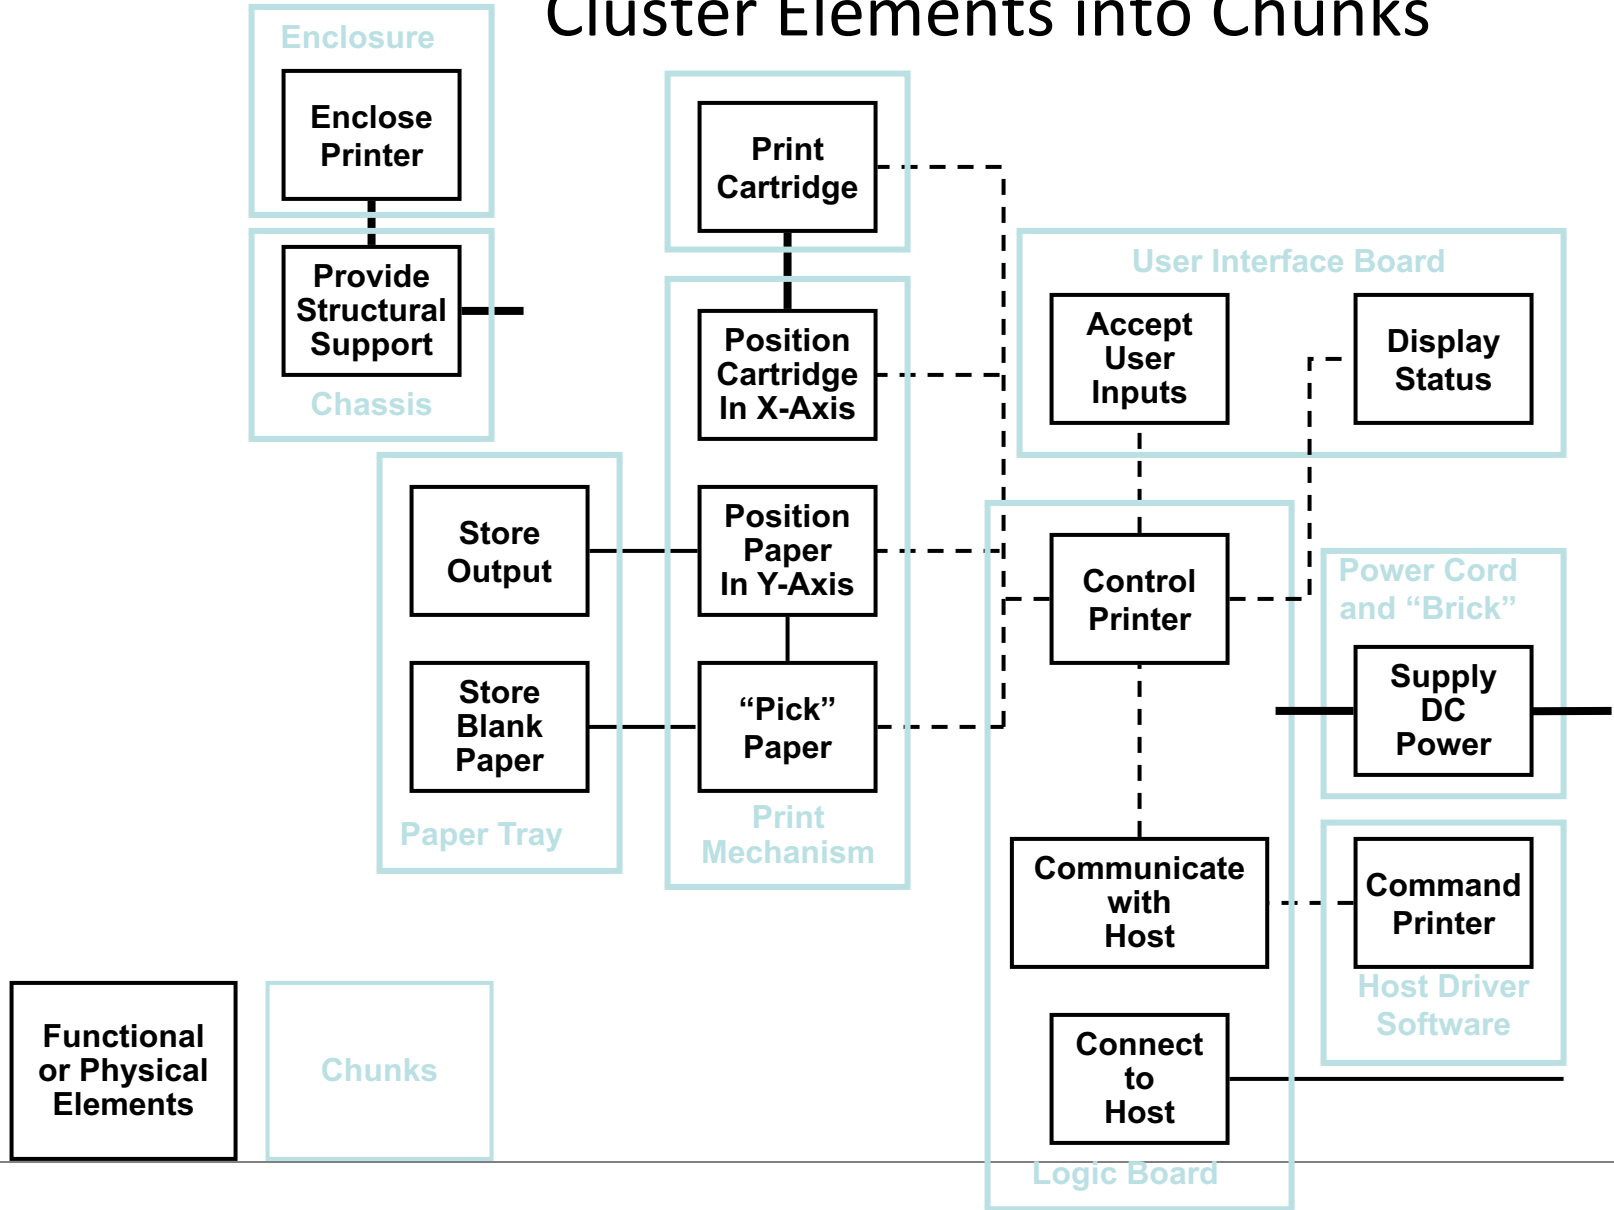 Cluster Elements into Chunks
Enclosure
Enclose
Printer
Provide
Structural
Support
Chassis
Print
Cartridge
Position
Cartridge
In X-Axis
Position
Paper
In Y-Axis
“Pick”
Paper
Print
Mechanism
Store
Output
Store
Blank
Paper
Paper Tray
User Interface Board
Accept
User
Inputs
Display
Status
Control
Printer
Communicate
with
Host
Connect
to
Host
Logic Board
Power Cord
and “Brick”
Supply
DC
Power
Command
Printer
Host Driver
Software
Functional
or Physical
Elements
Chunks